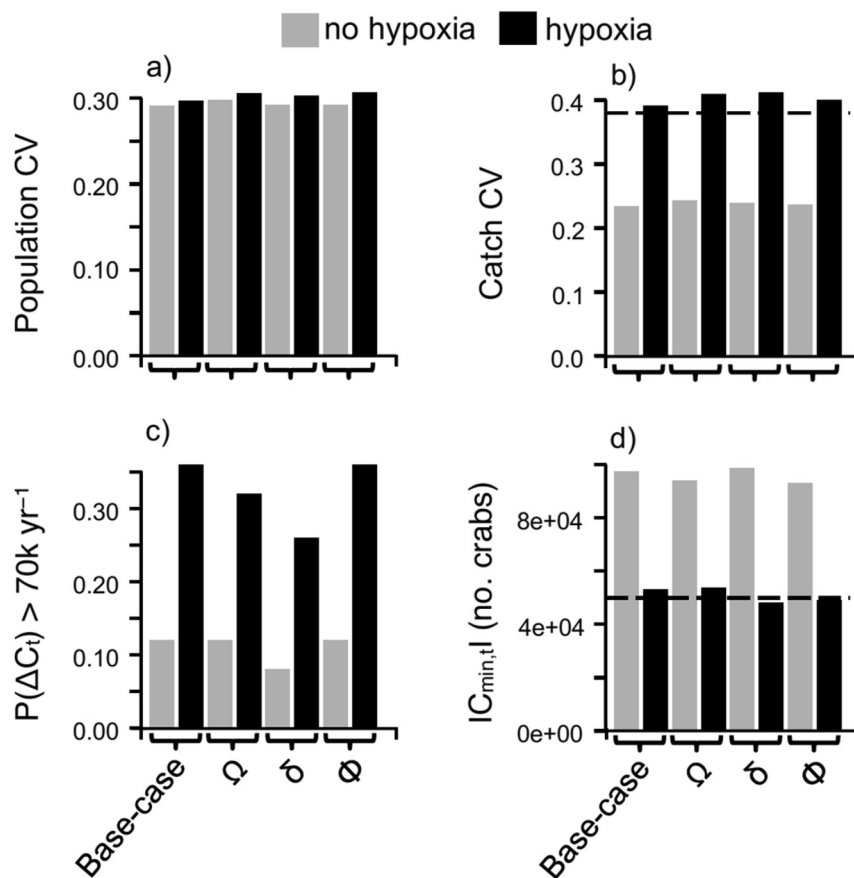 no hypoxia hypoxia
a)
Population CV
0.30
0.20
0.10
0.00
b)
Catch CV
0.4
0.3
0.2
0.1
0.0
c)
P(ΔCt) > 70k yr⁻¹
0.30
0.20
0.10
0.00
Base-case Ω δ Φ
d)
|Cmin,t| (no. crabs)
8e+04
4e+04
0e+00
Base-case Ω δ Φ